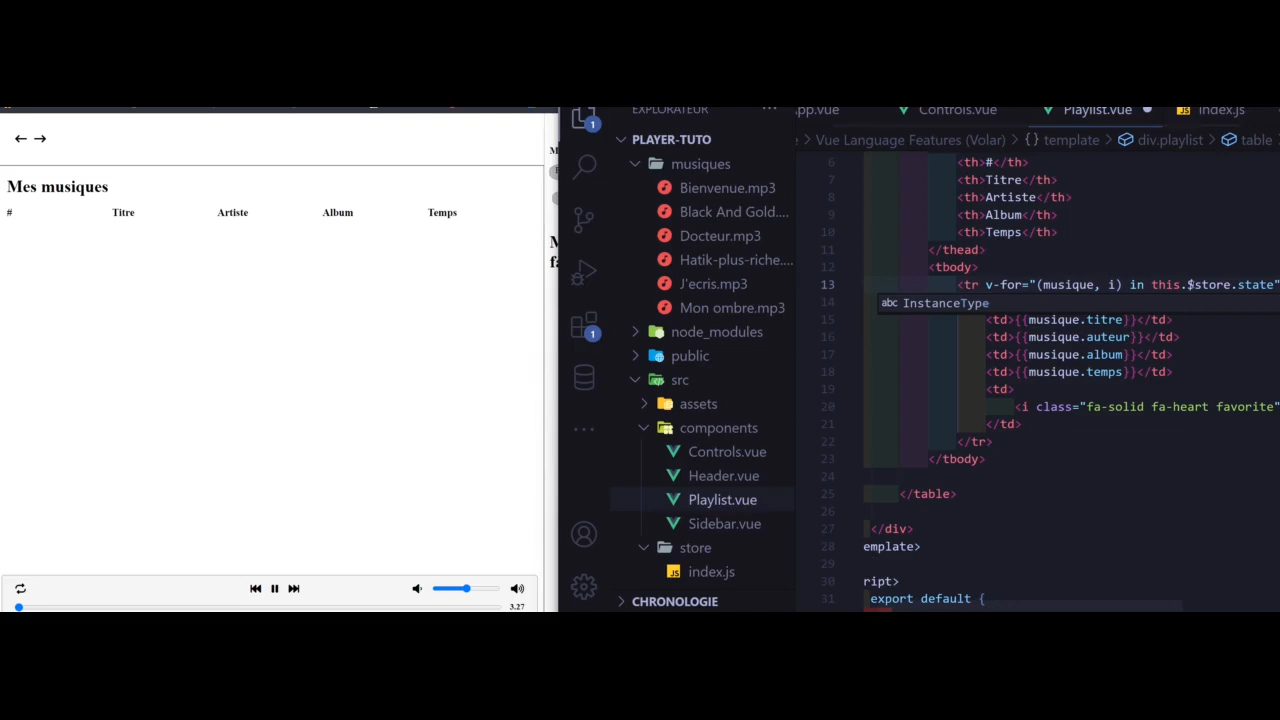 Mes musiques
# Titre Artiste Album Temps
3.27
EXPLORATEUR
PLAYER-TUTO
musiques
Bienvenue.mp3
Black And Gold....
Docteur.mp3
Hatik-plus-riche....
J'ecris.mp3
Mon ombre.mp3
node_modules
public
src
assets
components
Controls.vue
Header.vue
Playlist.vue
Sidebar.vue
store
JS index.js
CHRONOLOGIE
1
1
pp.vue Controls.vue Playlist.vue JS index.js
Vue Language Features (Volar) > {} template > div.playlist > table
6 <th>#</th>
7 <th>Titre</th>
8 <th>Artiste</th>
9 <th>Album</th>
10 <th>Temps</th>
11 </thead>
12 <tbody>
13 <tr v-for="(musique, i) in this.$store.state"
14 abc InstanceType
15 <td>{{musique.titre}}</td>
16 <td>{{musique.auteur}}</td>
17 <td>{{musique.album}}</td>
18 <td>{{musique.temps}}</td>
19 <td>
20 <i class="fa-solid fa-heart favorite"
21 </td>
22 </tr>
23 </tbody>
24
25 </table>
26
27 </div>
28 emplate>
29
30 ript>
31 export default {